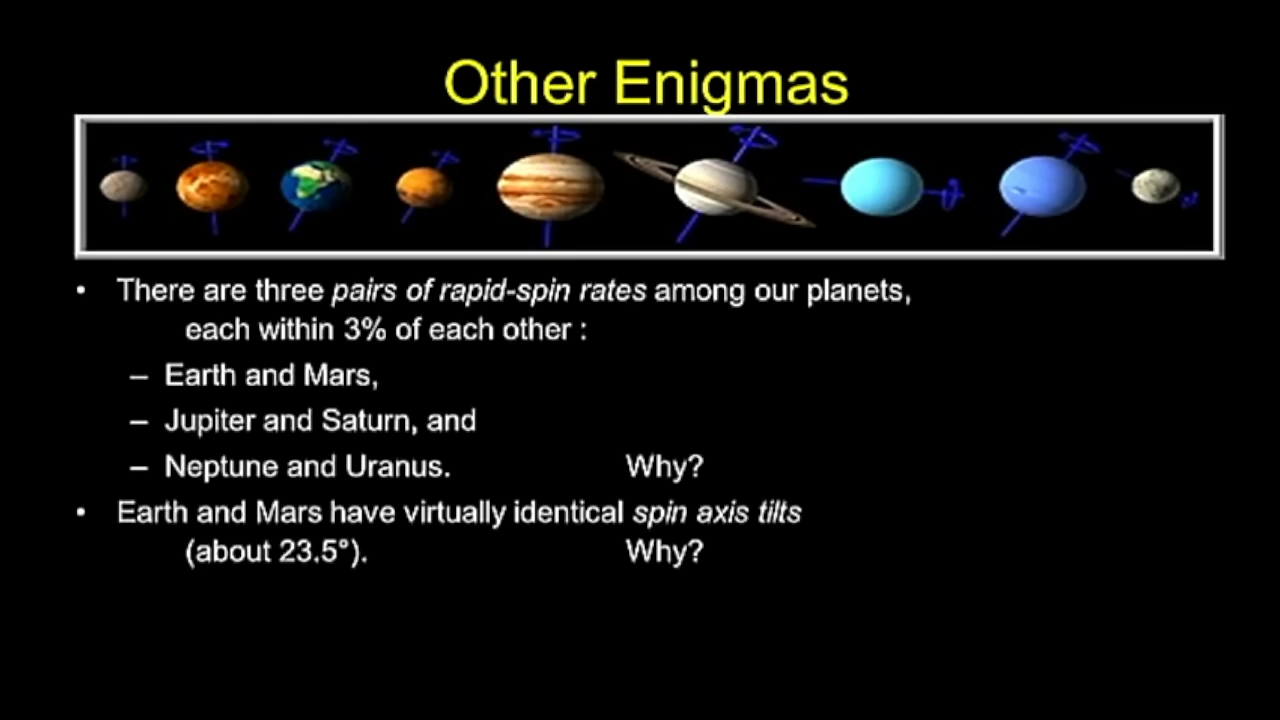 Other Enigmas
• There are three pairs of rapid-spin rates among our planets,
each within 3% of each other :
– Earth and Mars,
– Jupiter and Saturn, and
– Neptune and Uranus. Why?
• Earth and Mars have virtually identical spin axis tilts
(about 23.5°). Why?